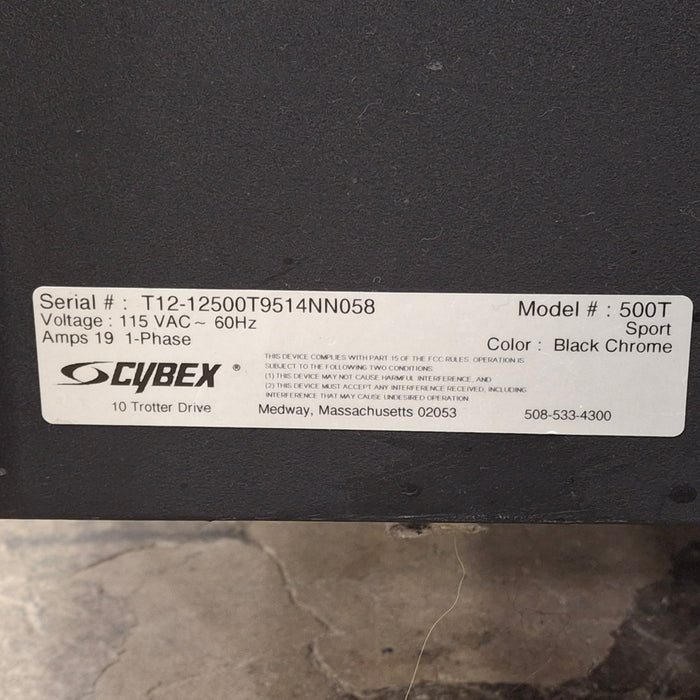 Serial # : T12-12500T9514NN058
Voltage : 115 VAC~ 60Hz
Amps 19 1-Phase
Model # : 500T
Sport
Color : Black Chrome
CYBEX ®
THIS DEVICE COMPLIES WITH PART 15 OF THE FCC RULES. OPERATION IS
SUBJECT TO THE FOLLOWING TWO CONDITIONS:
(1) THIS DEVICE MAY NOT CAUSE HARMFUL INTERFERENCE, AND
(2) THIS DEVICE MUST ACCEPT ANY INTERFERENCE RECEIVED, INCLUDING
INTERFERENCE THAT MAY CAUSE UNDESIRED OPERATION
10 Trotter Drive Medway, Massachusetts 02053 508-533-4300